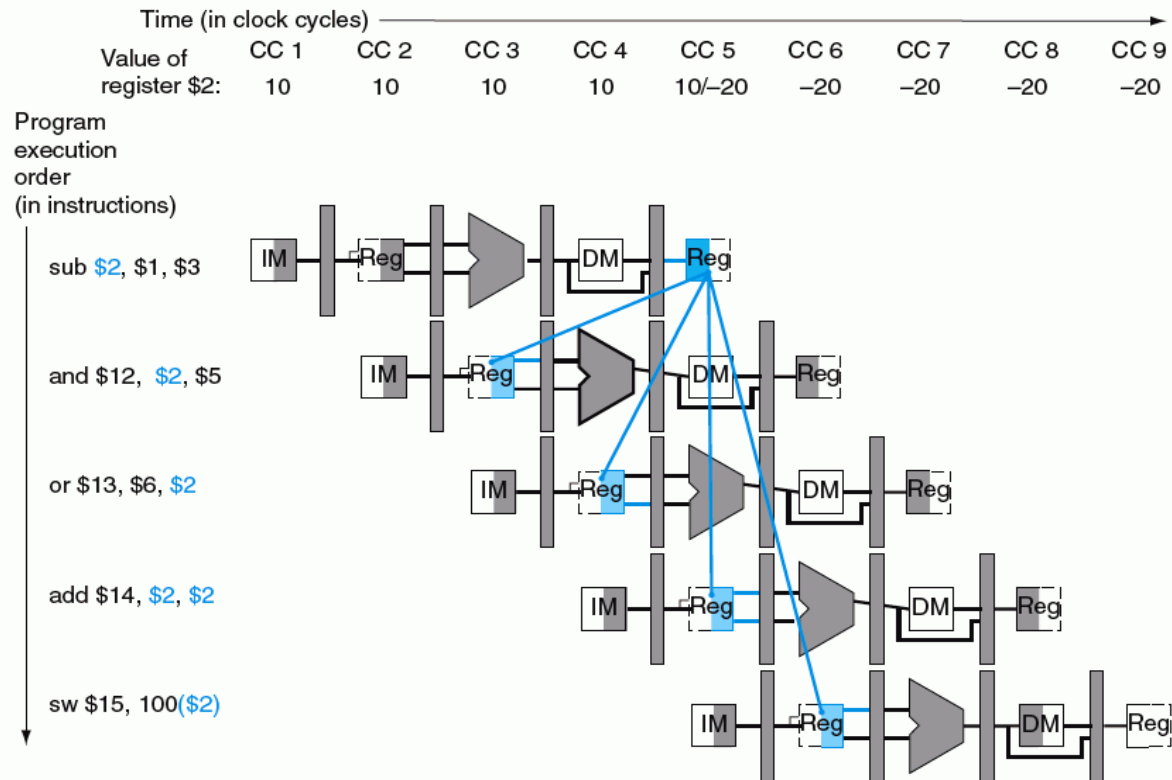 Time (in clock cycles)
CC 1 CC 2 CC 3 CC 4 CC 5 CC 6 CC 7 CC 8 CC 9
Value of
register $2: 10 10 10 10 10/–20 –20 –20 –20 –20
Program
execution
order
(in instructions)
sub $2, $1, $3 IM Reg DM Reg
and $12, $2, $5 IM Reg DM Reg
or $13, $6, $2 IM Reg DM Reg
add $14, $2, $2 IM Reg DM Reg
sw $15, 100($2) IM Reg DM Reg